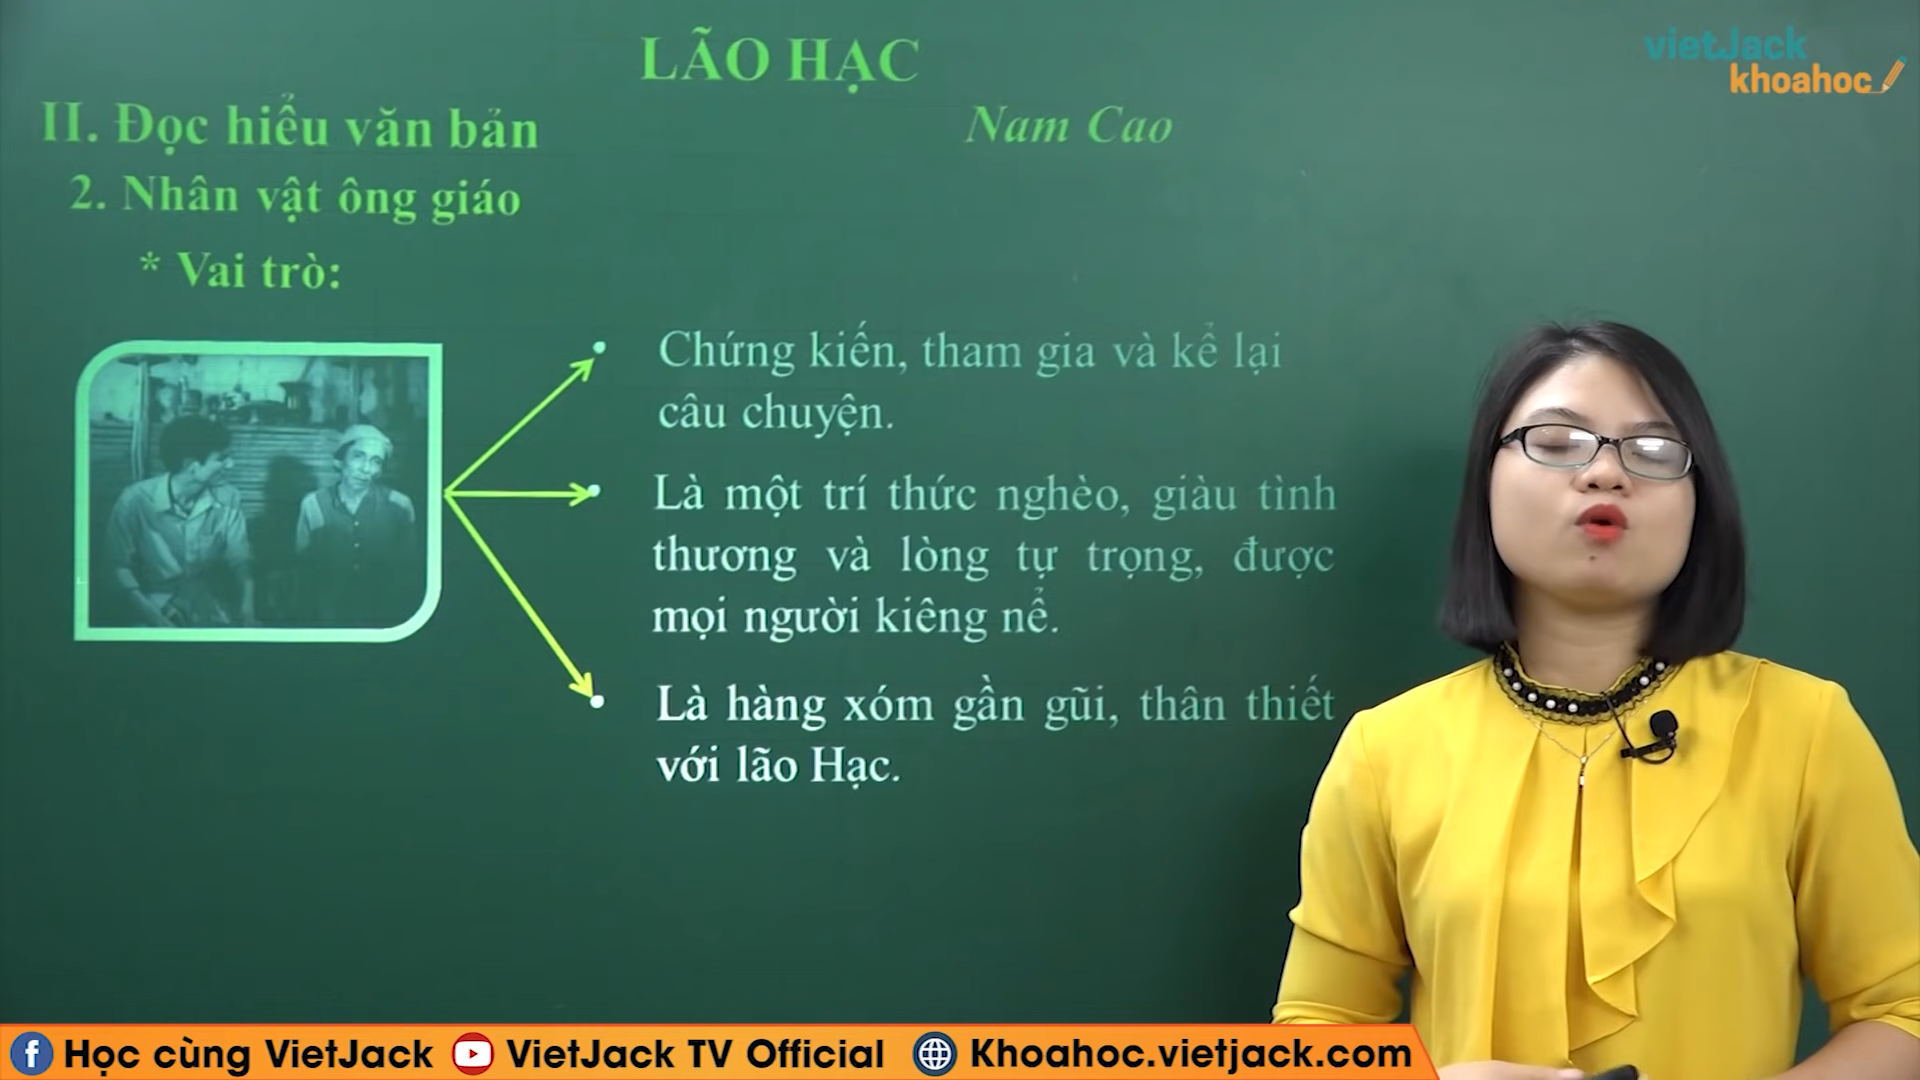 LÃO HẠC
vietJack
khoahoc
II. Đọc hiểu văn bản
Nam Cao
2. Nhân vật ông giáo
* Vai trò:
• Chứng kiến, tham gia và kể lại
câu chuyện.
• Là một trí thức nghèo, giàu tình
thương và lòng tự trọng, được
mọi người kiêng nể.
• Là hàng xóm gần gũi, thân thiết
với lão Hạc.
f Học cùng VietJack VietJack TV Official Khoahoc.vietjack.com